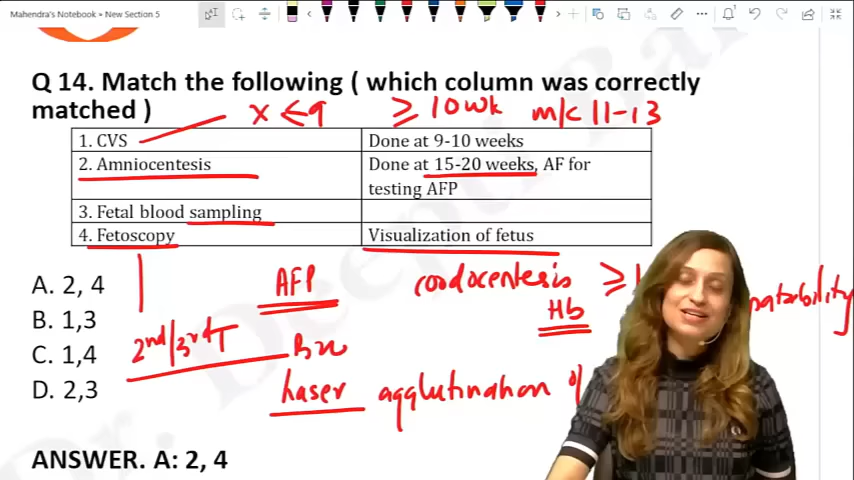 Mahendra's Notebook » New Section 5
Q 14. Match the following ( which column was correctly
matched )
x <9 ≥ 10 wk m/c 11-13
1. CVS Done at 9-10 weeks
2. Amniocentesis Done at 15-20 weeks, AF for
testing AFP
3. Fetal blood sampling
4. Fetoscopy Visualization of fetus
A. 2, 4
B. 1,3
C. 1,4
D. 2,3
AFP cordocentesis ≥
Hb
2nd/3rd T Bx
laser agglutination of
ANSWER. A: 2, 4